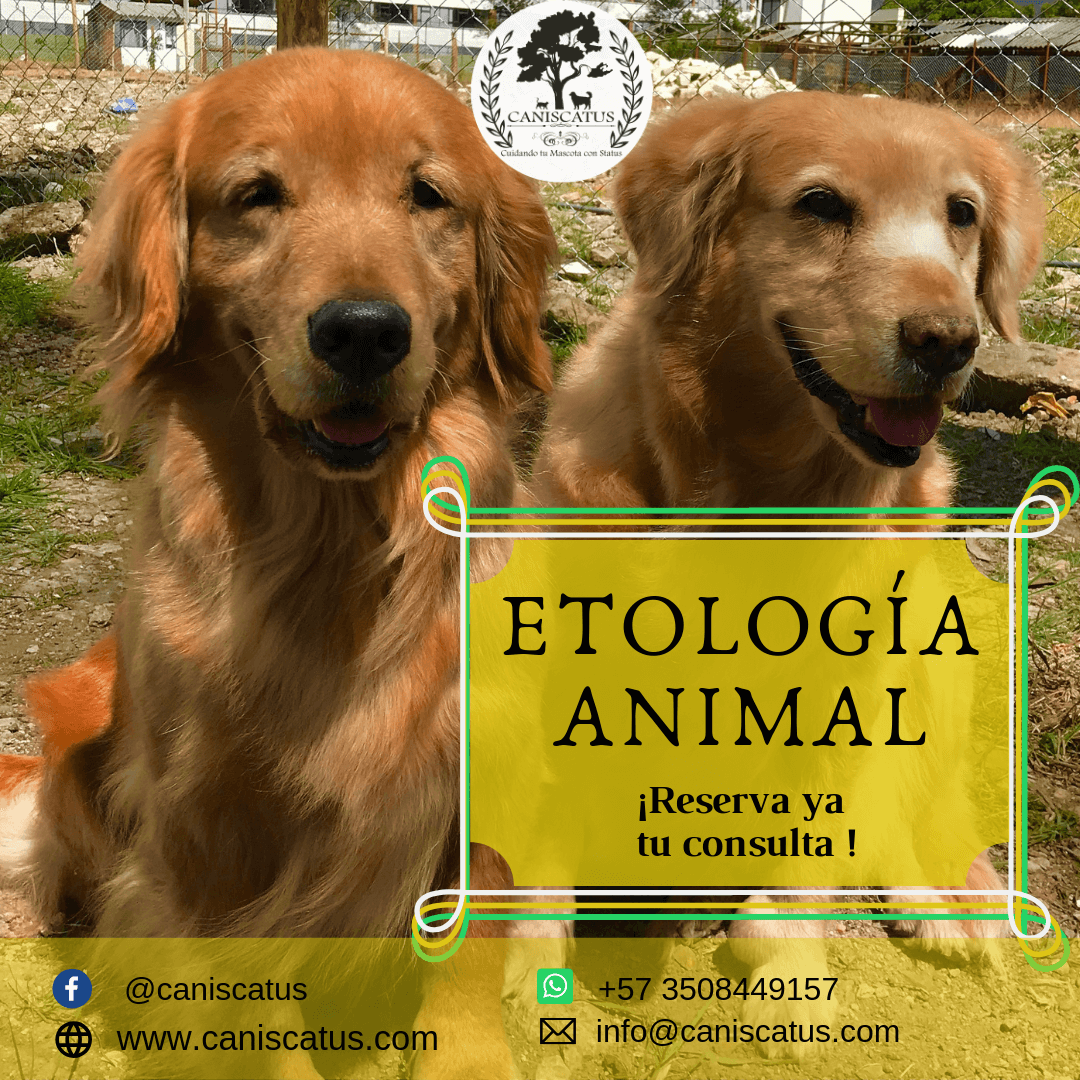 CANISCATUS
Cuidando tu Mascota con Status
ETOLOGÍA
ANIMAL
¡Reserva ya
tu consulta !
@caniscatus
+57 3508449157
www.caniscatus.com
info@caniscatus.com